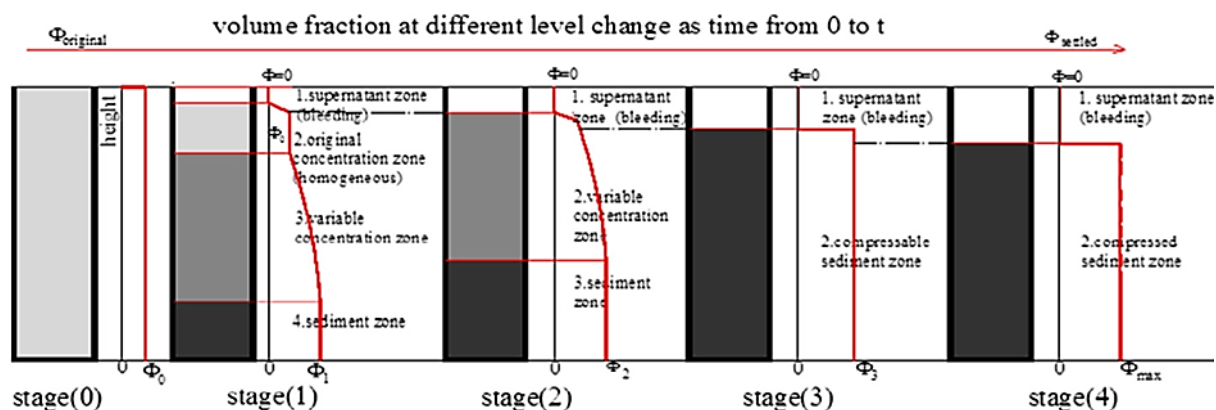 volume fraction at different level change as time from 0 to t
Φoriginal
Φsettled
height
0
Φ0
stage(0)
Φ=0
1.supernatant zone
(bleeding)
Φ0
2.original
concentration zone
(homogeneous)
3.variable
concentration zone
4.sediment zone
0
Φ1
stage(1)
Φ=0
1. supernatant
zone (bleeding)
2.variable
concentration
zone
3.sediment
zone
0
Φ2
stage(2)
Φ=0
1. supernatant
zone (bleeding)
2.compressable
sediment zone
0
Φ3
stage(3)
Φ=0
1. supernatant zone
(bleeding)
2.compressed
sediment zone
0
Φmax
stage(4)